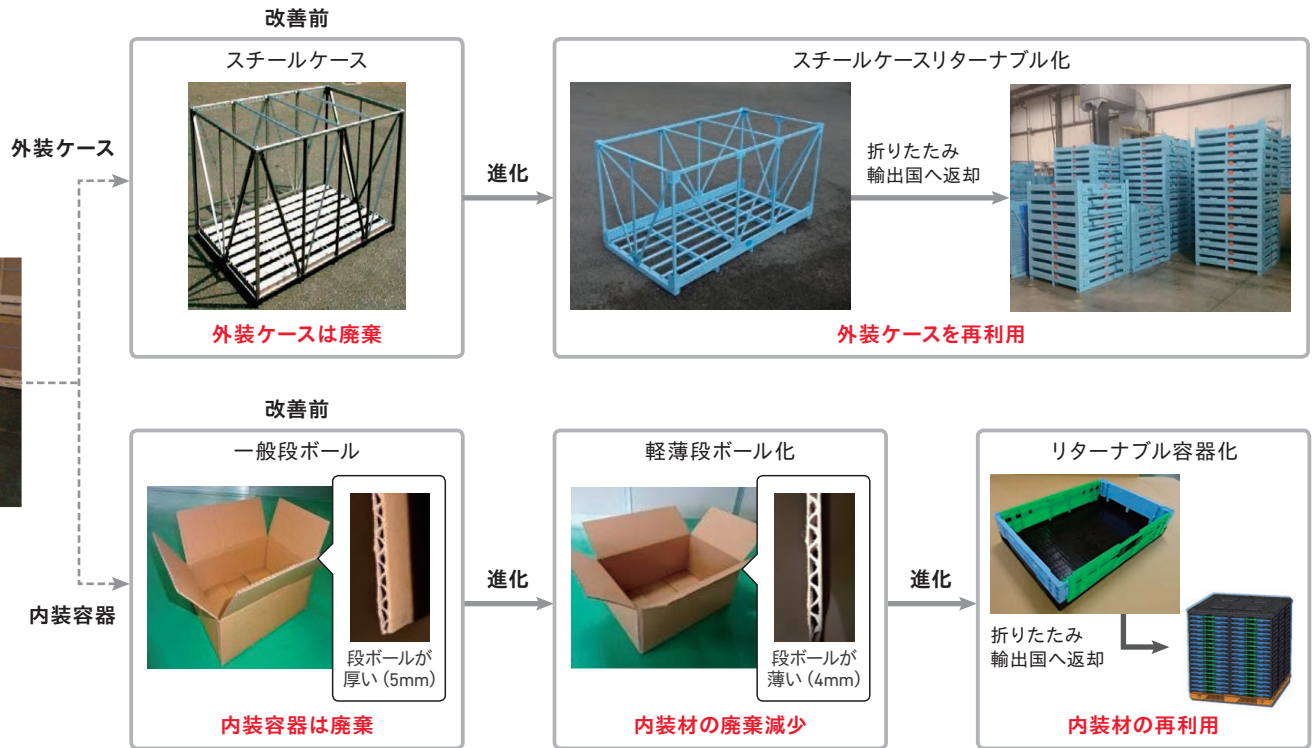 改善前
スチールケース
外装ケース
外装ケースは廃棄
進化
スチールケースリターナブル化
折りたたみ
輸出国へ返却
外装ケースを再利用
改善前
一般段ボール
内装容器
段ボールが
厚い（5mm）
内装容器は廃棄
進化
軽薄段ボール化
段ボールが
薄い（4mm）
内装材の廃棄減少
進化
リターナブル容器化
折りたたみ
輸出国へ返却
内装材の再利用